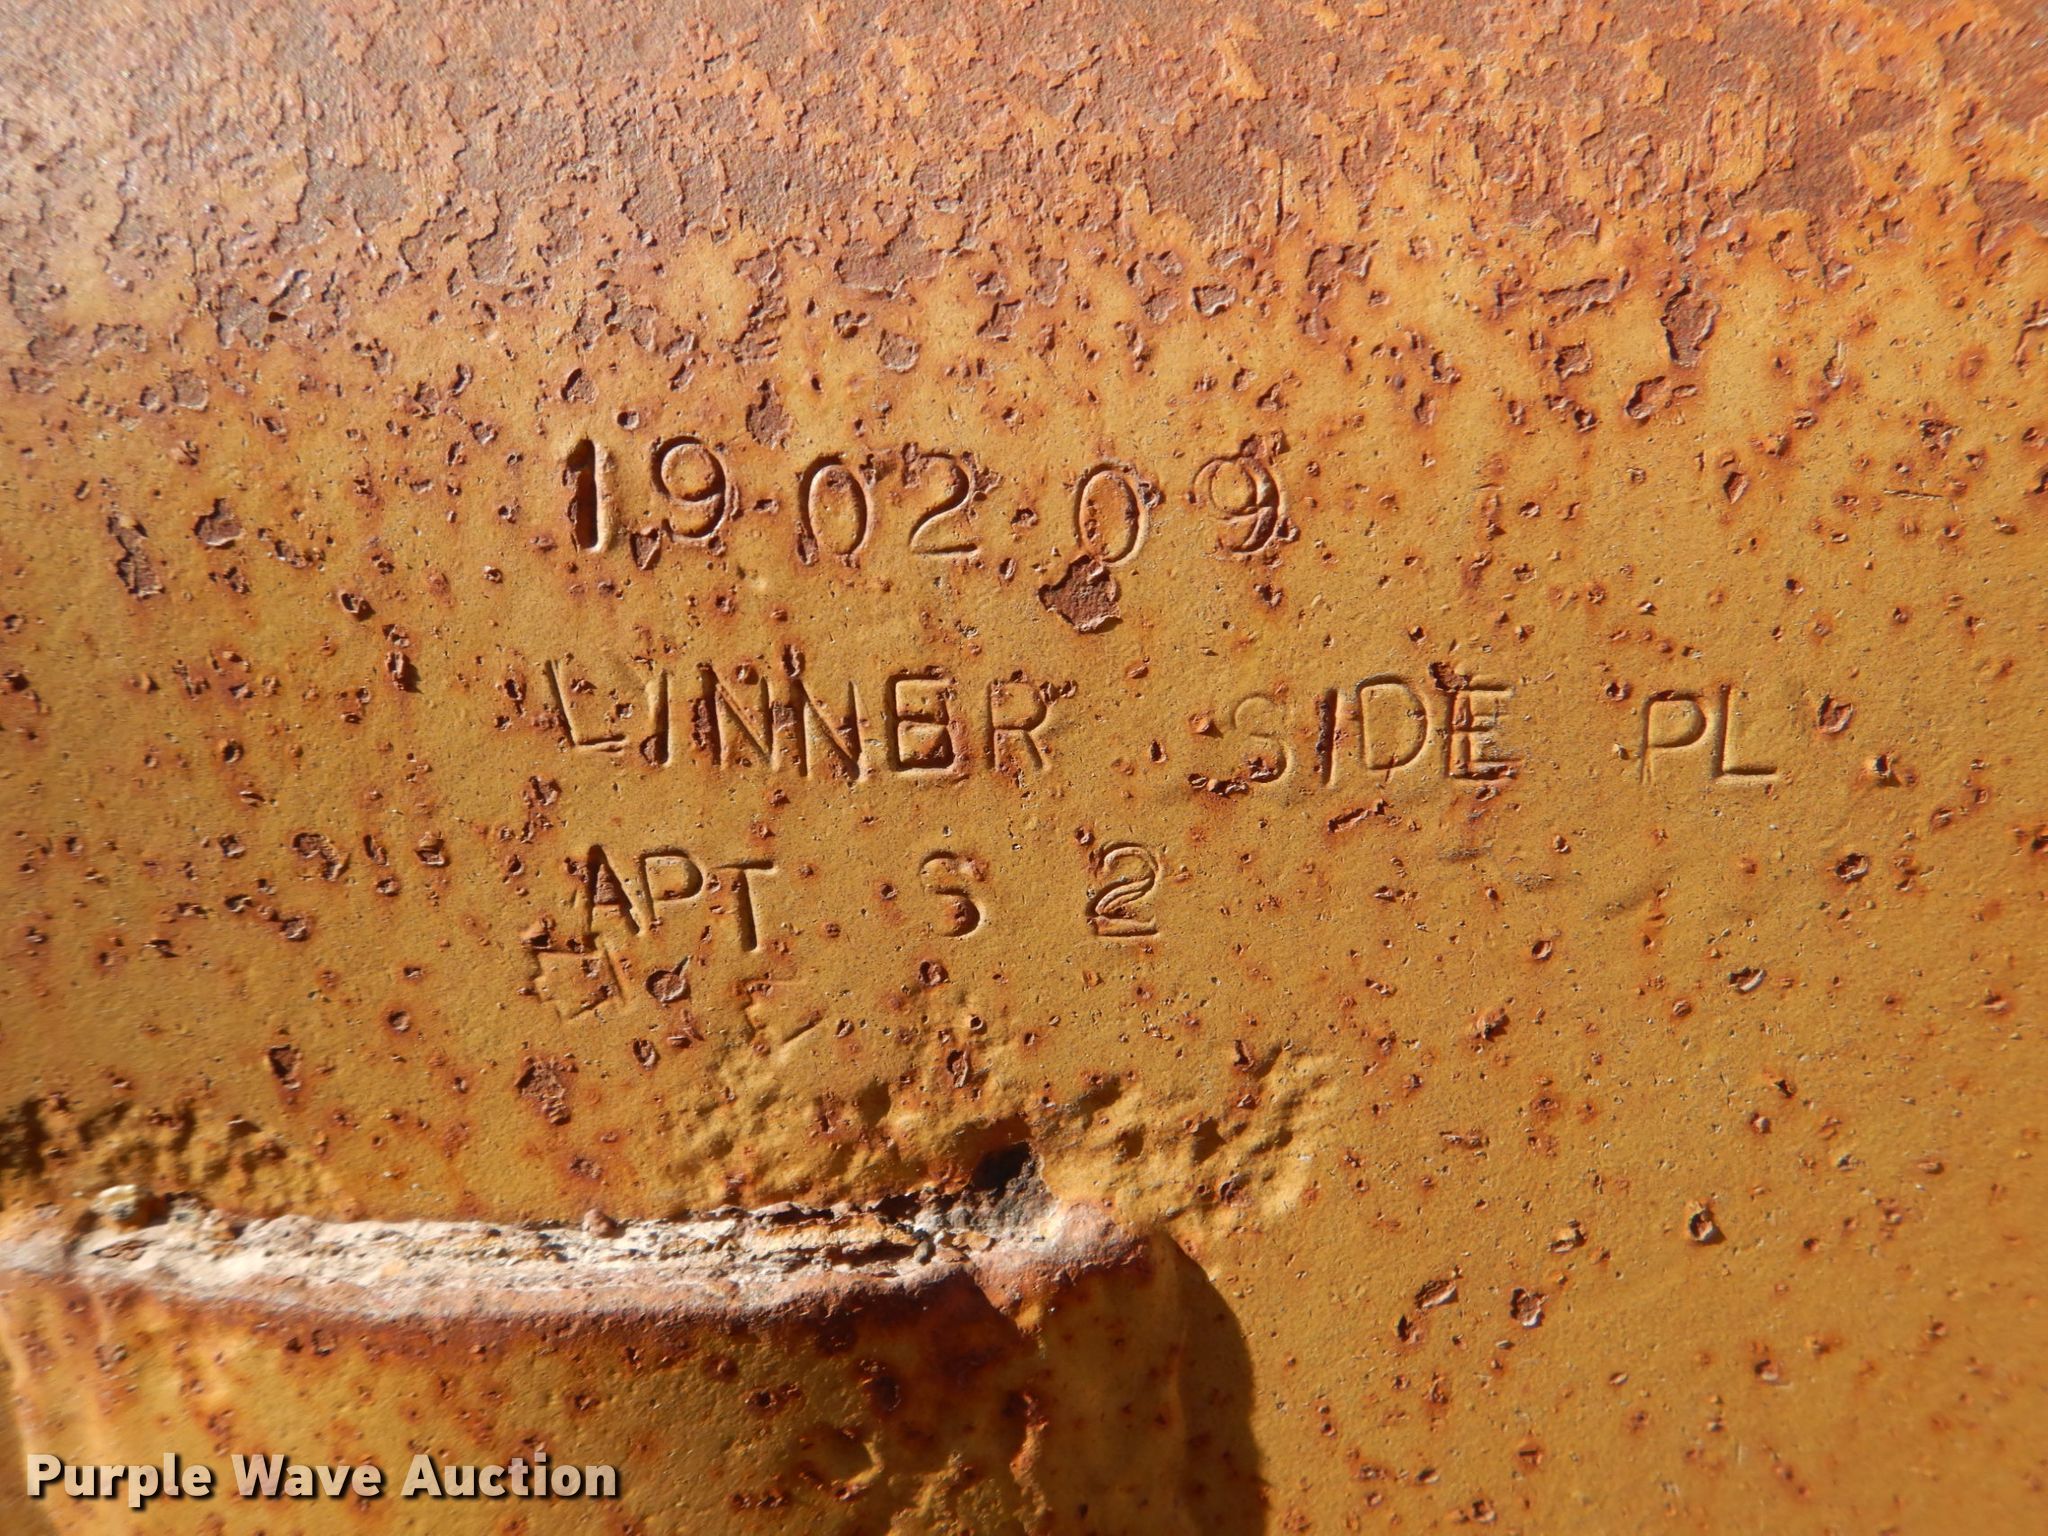 190209
LINNER SIDE PL
APT S 2
Purple Wave Auction